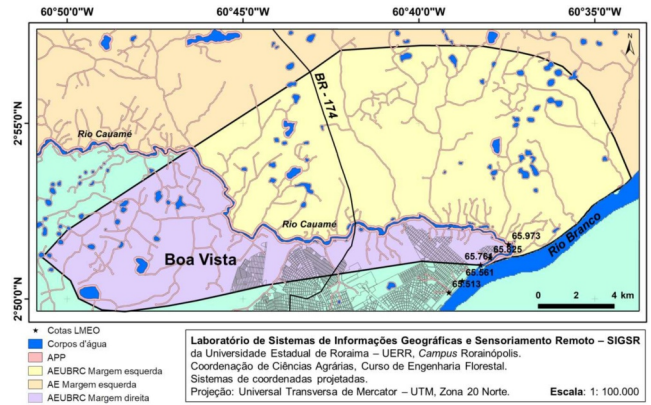 60°50'0"W 60°45'0"W 60°40'0"W 60°35'0"W
N
BR - 174
2°55'0"N
Rio Cauamé
Rio Cauamé
65.973
65.825
Rio Branco
65.761
Boa Vista
65.561
65.513
2°50'0"N
0 2 4 km
Cotas LMEO
Corpos d'água
APP
AEUBRC Margem esquerda
AE Margem esquerda
AEUBRC Margem direita
Laboratório de Sistemas de Informações Geográficas e Sensoriamento Remoto – SIGSR
da Universidade Estadual de Roraima – UERR, Campus Rorainópolis.
Coordenação de Ciências Agrárias, Curso de Engenharia Florestal.
Sistemas de coordenadas projetadas.
Projeção: Universal Transversa de Mercator – UTM, Zona 20 Norte. Escala: 1: 100.000